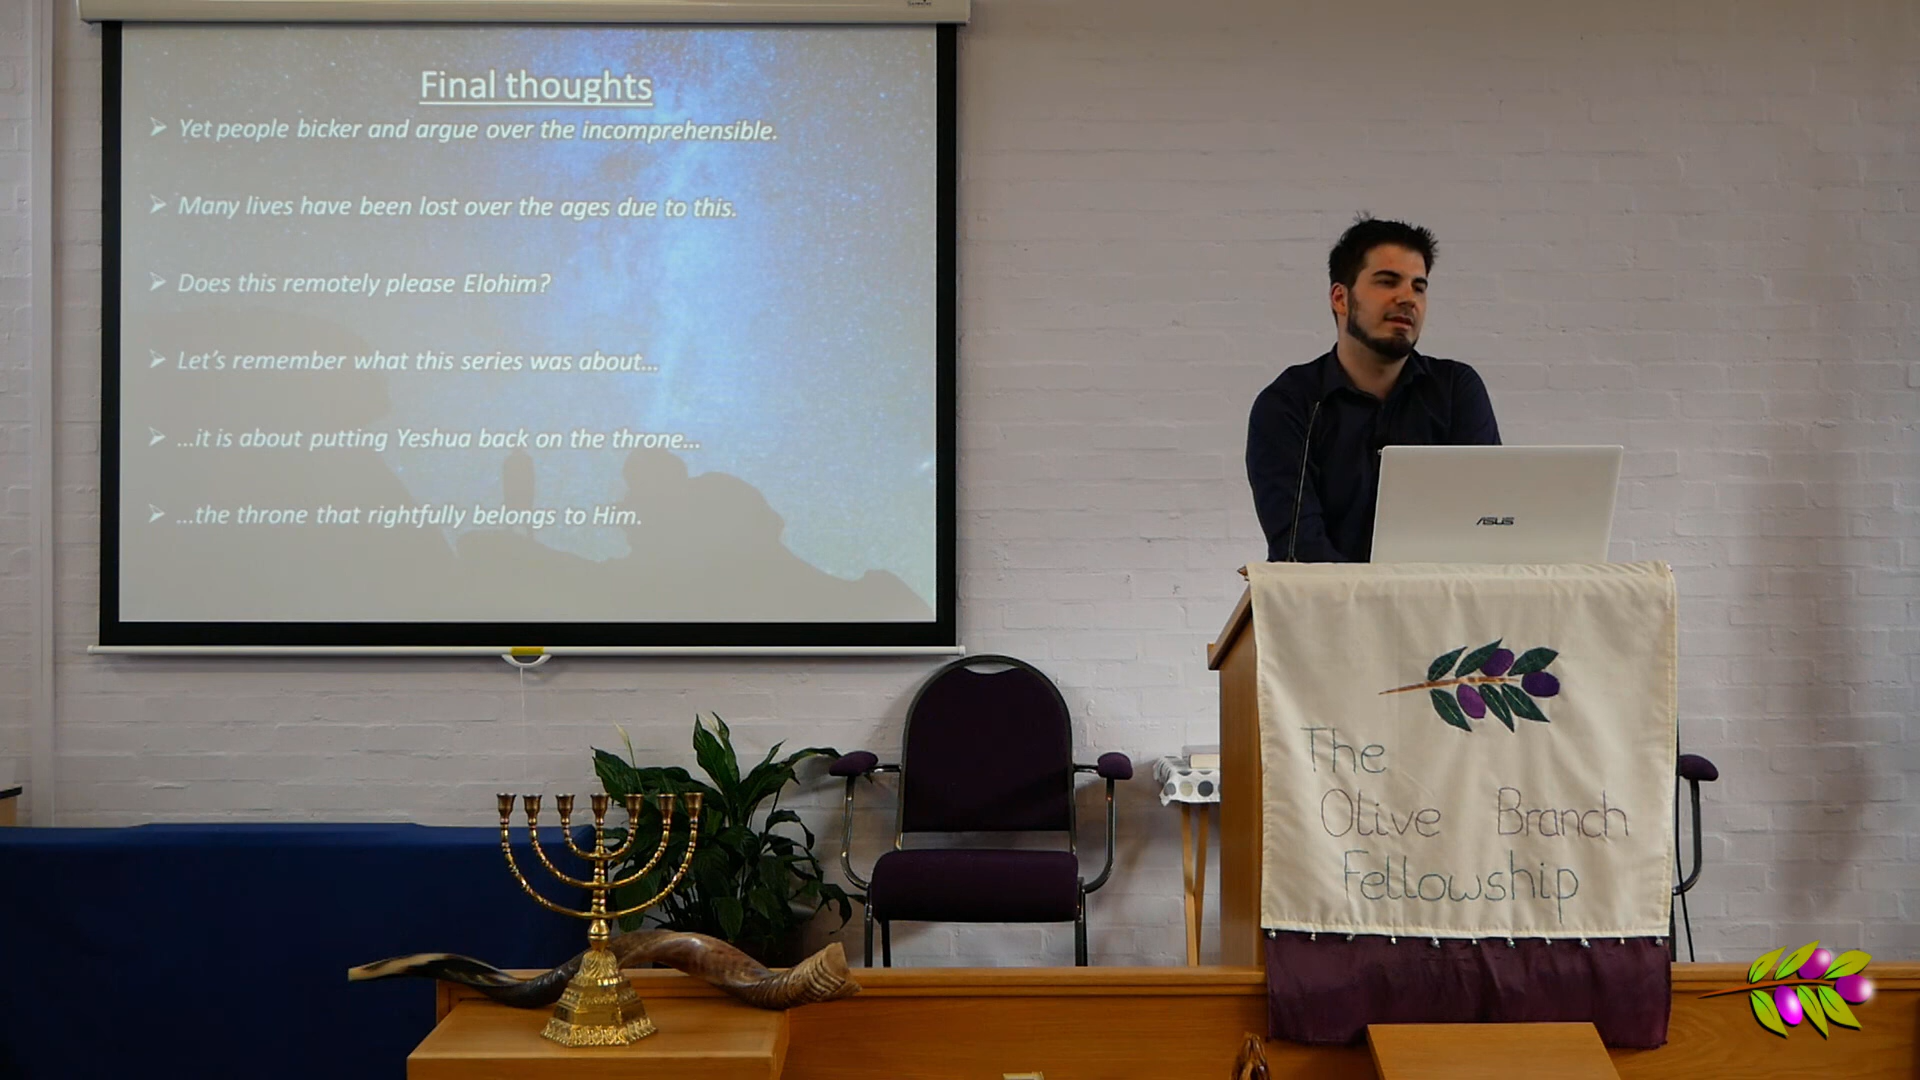 Final thoughts
➢ Yet people bicker and argue over the incomprehensible.
➢ Many lives have been lost over the ages due to this.
➢ Does this remotely please Elohim?
➢ Let's remember what this series was about...
➢ ...it is about putting Yeshua back on the throne...
➢ ...the throne that rightfully belongs to Him.
ASUS
The
Olive Branch
Fellowship